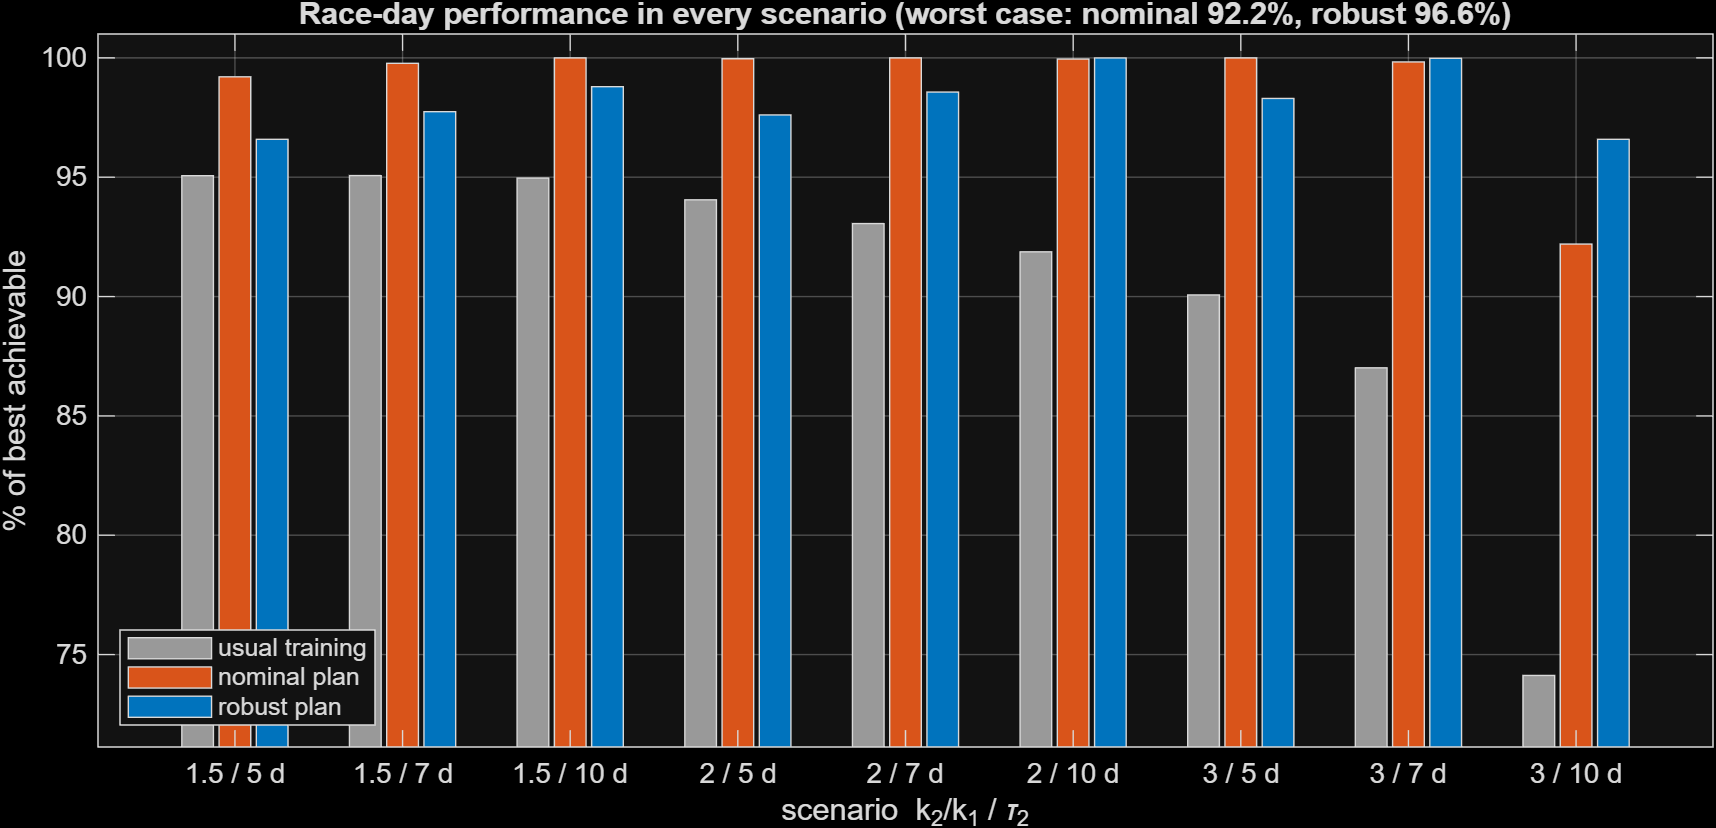 Race-day performance in every scenario (worst case: nominal 92.2%, robust 96.6%)
100
95
90
85
80
75
% of best achievable
usual training
nominal plan
robust plan
1.5 / 5 d
1.5 / 7 d
1.5 / 10 d
2 / 5 d
2 / 7 d
2 / 10 d
3 / 5 d
3 / 7 d
3 / 10 d
scenario k₂/k₁ / τ₂